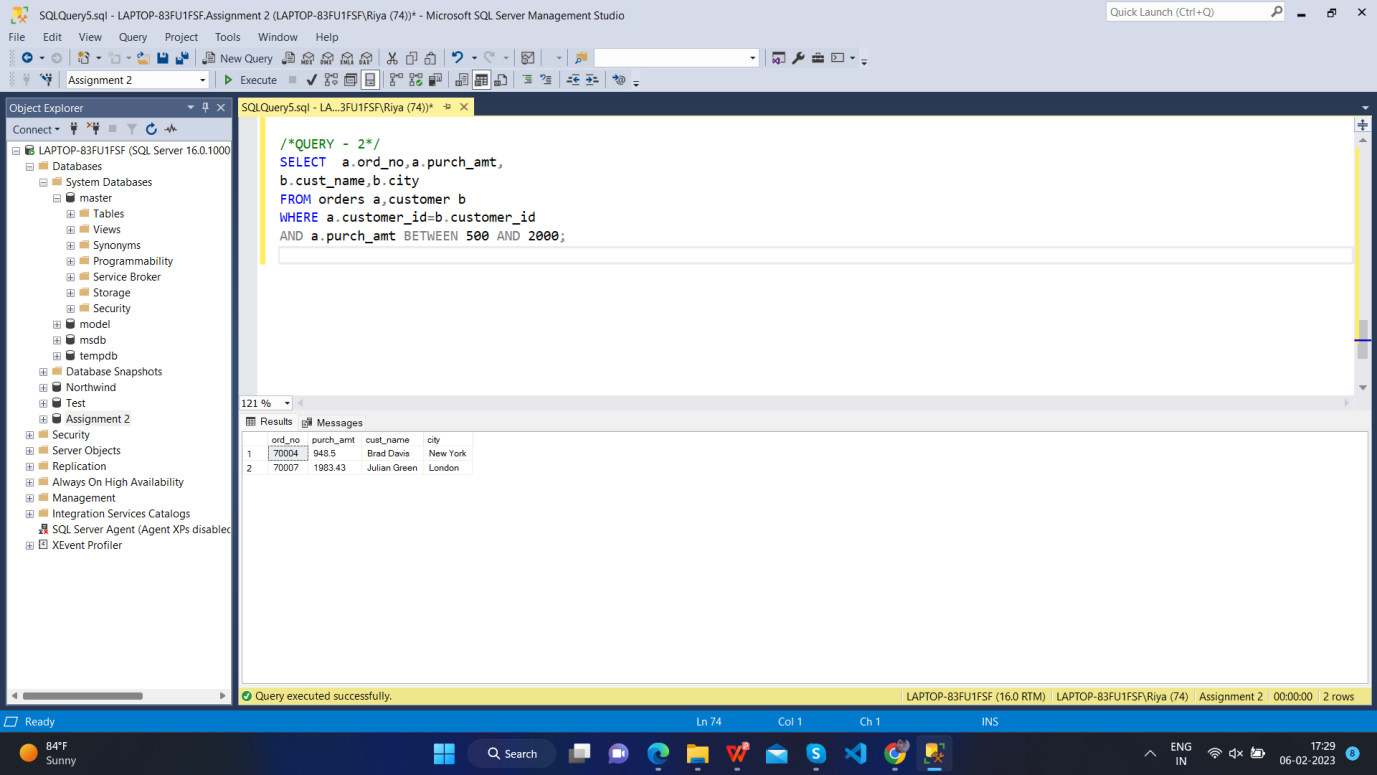 SQLQuery5.sql - LAPTOP-83FU1FSF.Assignment 2 (LAPTOP-83FU1FSF\Riya (74))* - Microsoft SQL Server Management Studio
Quick Launch (Ctrl+Q)
File Edit View Query Project Tools Window Help
New Query
Assignment 2
Execute
Object Explorer
Connect
LAPTOP-83FU1FSF (SQL Server 16.0.1000
Databases
System Databases
master
Tables
Views
Synonyms
Programmability
Service Broker
Storage
Security
model
msdb
tempdb
Database Snapshots
Northwind
Test
Assignment 2
Security
Server Objects
Replication
Always On High Availability
Management
Integration Services Catalogs
SQL Server Agent (Agent XPs disabled
XEvent Profiler
SQLQuery5.sql - LA...3FU1FSF\Riya (74))*
/*QUERY - 2*/
SELECT  a.ord_no,a.purch_amt,
b.cust_name,b.city
FROM orders a,customer b
WHERE a.customer_id=b.customer_id
AND a.purch_amt BETWEEN 500 AND 2000;
121 %
Results Messages
ord_no purch_amt cust_name city
1 70004 948.5 Brad Davis New York
2 70007 1983.43 Julian Green London
Query executed successfully. LAPTOP-83FU1FSF (16.0 RTM) LAPTOP-83FU1FSF\Riya (74) Assignment 2 00:00:00 2 rows
Ready Ln 74 Col 1 Ch 1 INS
84°F
Sunny
Search
ENG
IN
17:29
06-02-2023
8